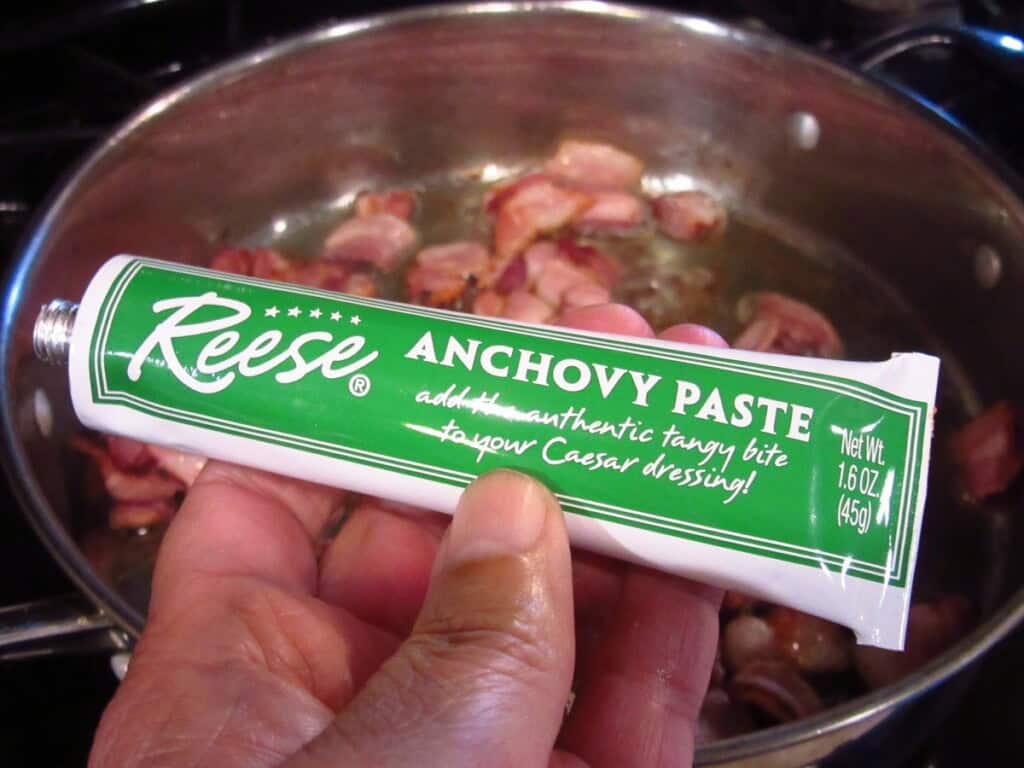 Reese®
ANCHOVY PASTE
add the authentic tangy bite
to your Caesar dressing!
Net Wt.
1.6 OZ.
(45g)